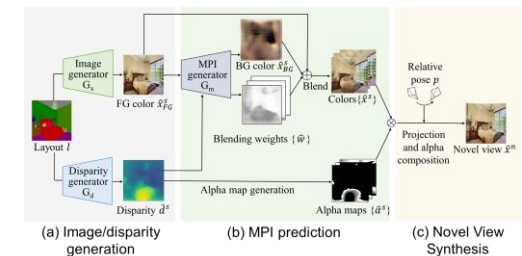 Image
generator
Gₓ
FG color x̂ˢ_FG
MPI
generator
Gₘ
BG color x̂ˢ_BG
Blend
Colors{x̂ˢ}
Blending weights {ŵ}
Layout l
Disparity
generator
G_d
Disparity d̂ˢ
Alpha map generation
Alpha maps {α̂ˢ}
Relative
pose p
Projection and alpha
composition
Novel view x̂ⁿ
(a) Image/disparity
generation
(b) MPI prediction
(c) Novel View
Synthesis